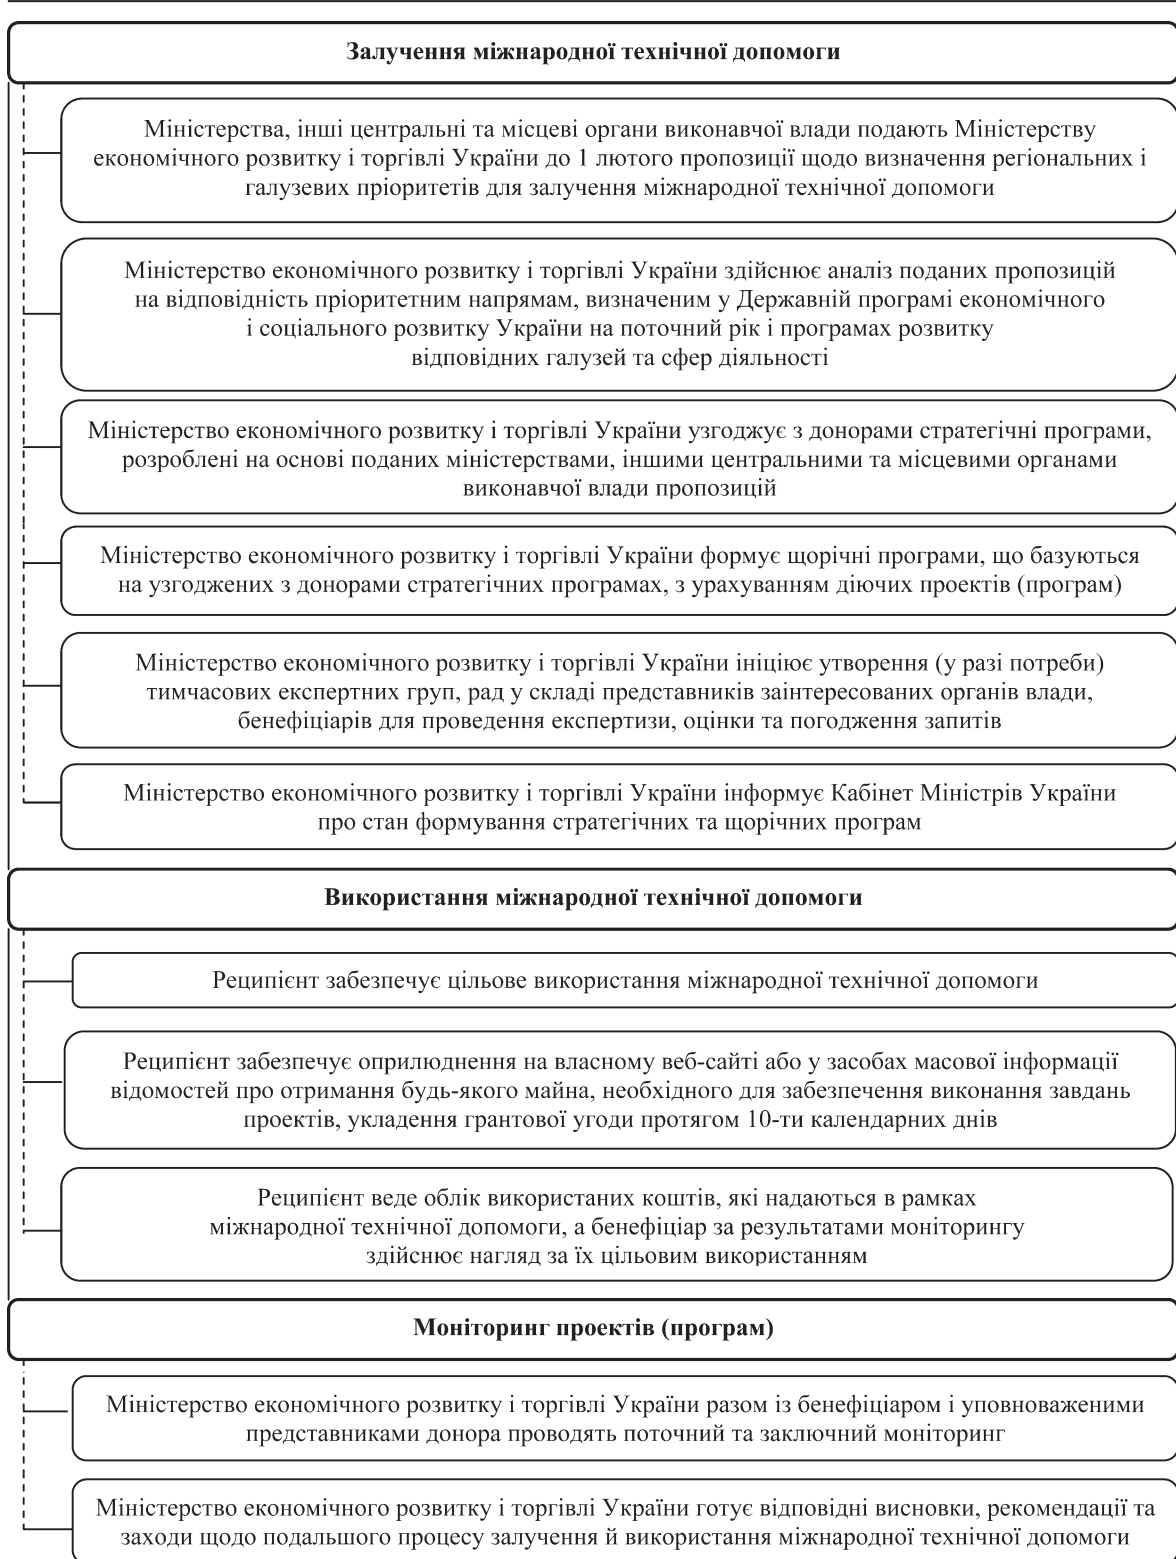 Залучення міжнародної технічної допомоги
Міністерства, інші центральні та місцеві органи виконавчої влади подають Міністерству
економічного розвитку і торгівлі України до 1 лютого пропозиції щодо визначення регіональних і
галузевих пріоритетів для залучення міжнародної технічної допомоги
Міністерство економічного розвитку і торгівлі України здійснює аналіз поданих пропозицій
на відповідність пріоритетним напрямам, визначеним у Державній програмі економічного
і соціального розвитку України на поточний рік і програмах розвитку
відповідних галузей та сфер діяльності
Міністерство економічного розвитку і торгівлі України узгоджує з донорами стратегічні програми,
розроблені на основі поданих міністерствами, іншими центральними та місцевими органами
виконавчої влади пропозицій
Міністерство економічного розвитку і торгівлі України формує щорічні програми, що базуються
на узгоджених з донорами стратегічних програмах, з урахуванням діючих проектів (програм)
Міністерство економічного розвитку і торгівлі України ініціює утворення (у разі потреби)
тимчасових експертних груп, рад у складі представників заінтересованих органів влади,
бенефіціарів для проведення експертизи, оцінки та погодження запитів
Міністерство економічного розвитку і торгівлі України інформує Кабінет Міністрів України
про стан формування стратегічних та щорічних програм
Використання міжнародної технічної допомоги
Реципієнт забезпечує цільове використання міжнародної технічної допомоги
Реципієнт забезпечує оприлюднення на власному веб-сайті або у засобах масової інформації
відомостей про отримання будь-якого майна, необхідного для забезпечення виконання завдань
проектів, укладення грантової угоди протягом 10-ти календарних днів
Реципієнт веде облік використаних коштів, які надаються в рамках
міжнародної технічної допомоги, а бенефіціар за результатами моніторингу
здійснює нагляд за їх цільовим використанням
Моніторинг проектів (програм)
Міністерство економічного розвитку і торгівлі України разом із бенефіціаром і уповноваженими
представниками донора проводять поточний та заключний моніторинг
Міністерство економічного розвитку і торгівлі України готує відповідні висновки, рекомендації та
заходи щодо подальшого процесу залучення й використання міжнародної технічної допомоги